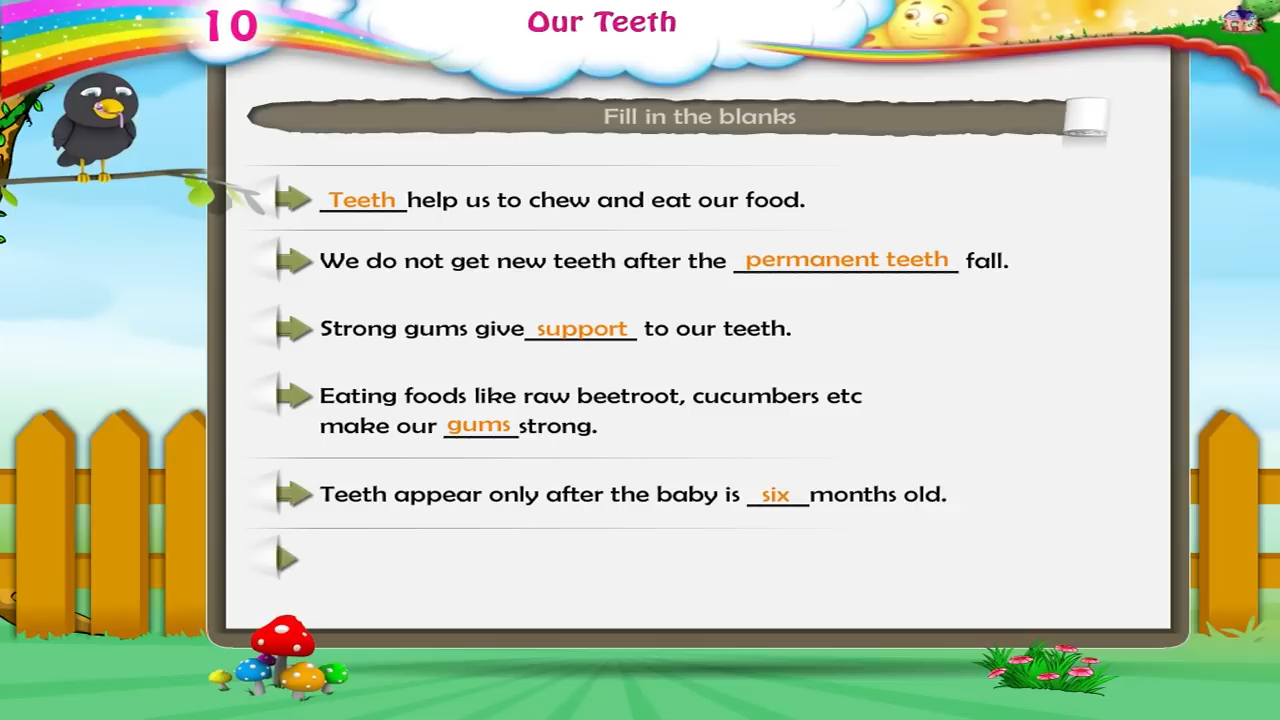 10
Our Teeth
Fill in the blanks
Teeth help us to chew and eat our food.
We do not get new teeth after the permanent teeth fall.
Strong gums give support to our teeth.
Eating foods like raw beetroot, cucumbers etc
make our gums strong.
Teeth appear only after the baby is six months old.